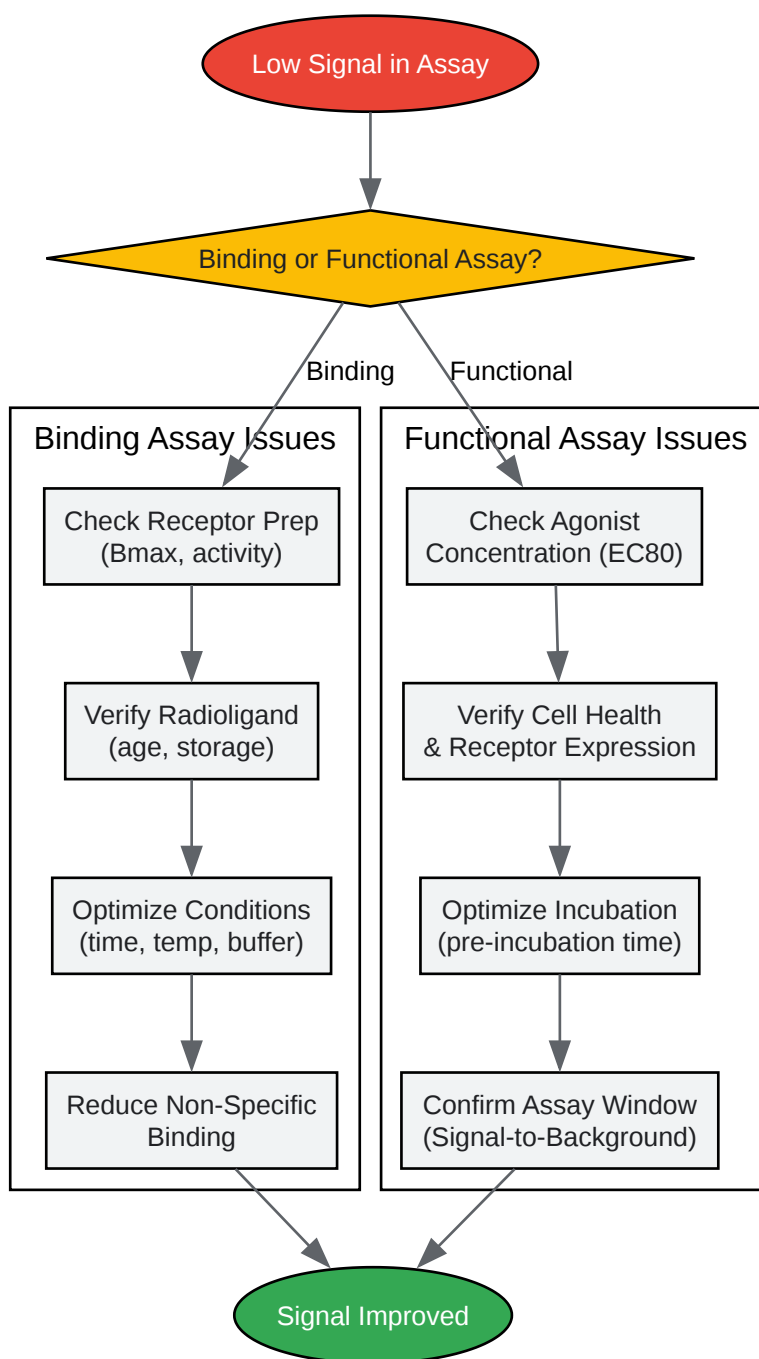 Low Signal in Assay
Binding or Functional Assay?
Binding
Functional
Binding Assay Issues
Check Receptor Prep
(Bmax, activity)
Verify Radioligand
(age, storage)
Optimize Conditions
(time, temp, buffer)
Reduce Non-Specific
Binding
Functional Assay Issues
Check Agonist
Concentration (EC80)
Verify Cell Health
& Receptor Expression
Optimize Incubation
(pre-incubation time)
Confirm Assay Window
(Signal-to-Background)
Signal Improved